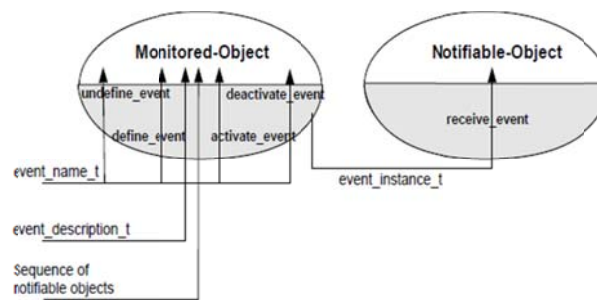 Monitored-Object
Notifiable-Object
undefine_event
deactivate_event
define_event
activate_event
receive_event
event_name_t
event_instance_t
event_description_t
Sequence of
notifiable objects